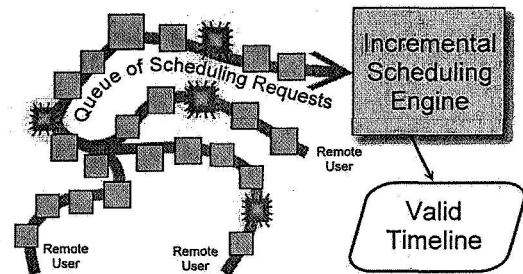 Queue of Scheduling Requests
Incremental
Scheduling
Engine
Remote
User
Valid
Timeline
Remote
User
Remote
User